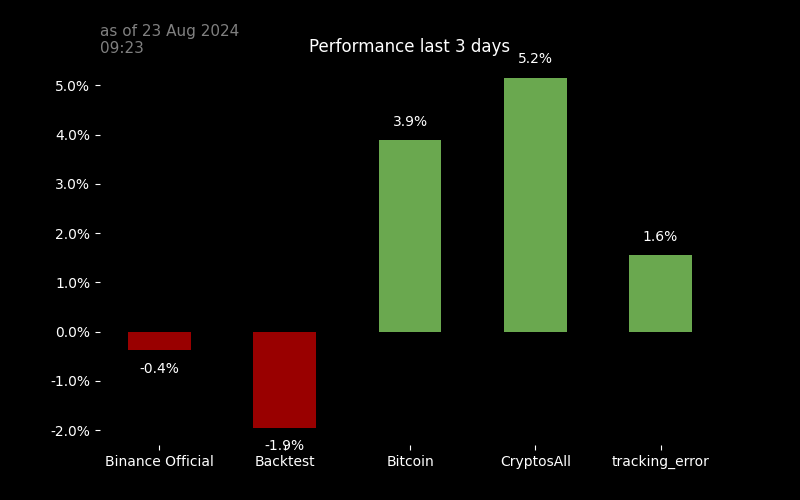 as of 23 Aug 2024
09:23
Performance last 3 days
5.2%
5.0%
4.0%
3.9%
3.0%
2.0%
1.6%
1.0%
0.0%
-0.4%
-1.0%
-2.0%
-1.9%
Binance Official
Backtest
Bitcoin
CryptosAll
tracking_error